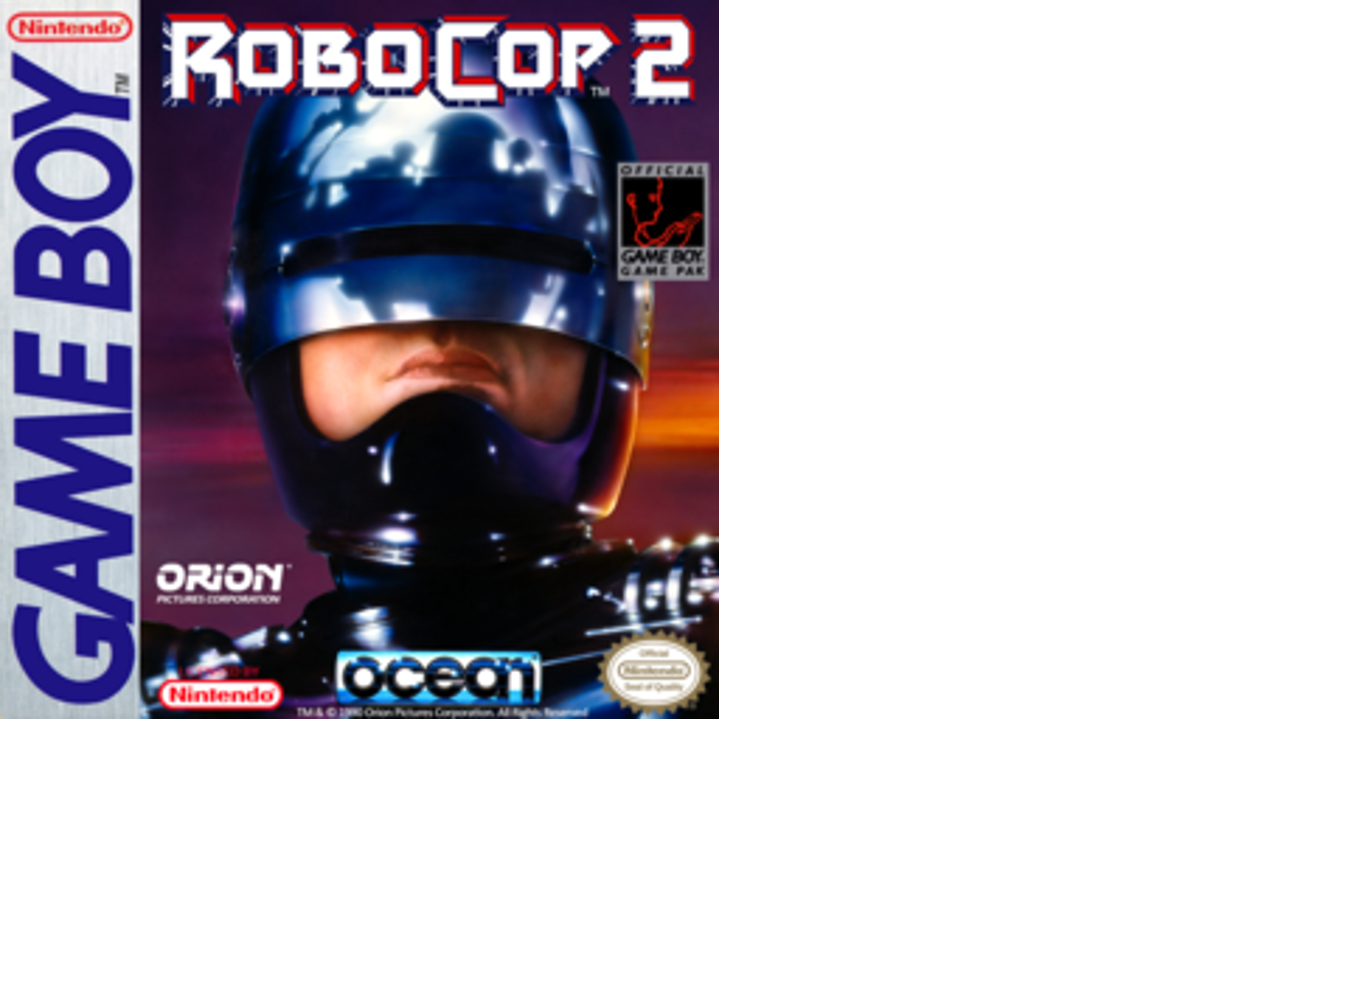 Nintendo®
GAME BOY
TM
ROBOCOP 2
TM
OFFICIAL
GAME BOY
GAME PAK
ORION
PICTURES CORPORATION
Nintendo®
ocean
Official
Nintendo
Seal of Quality
TM & © 1990 Orion Pictures Corporation. All Rights Reserved